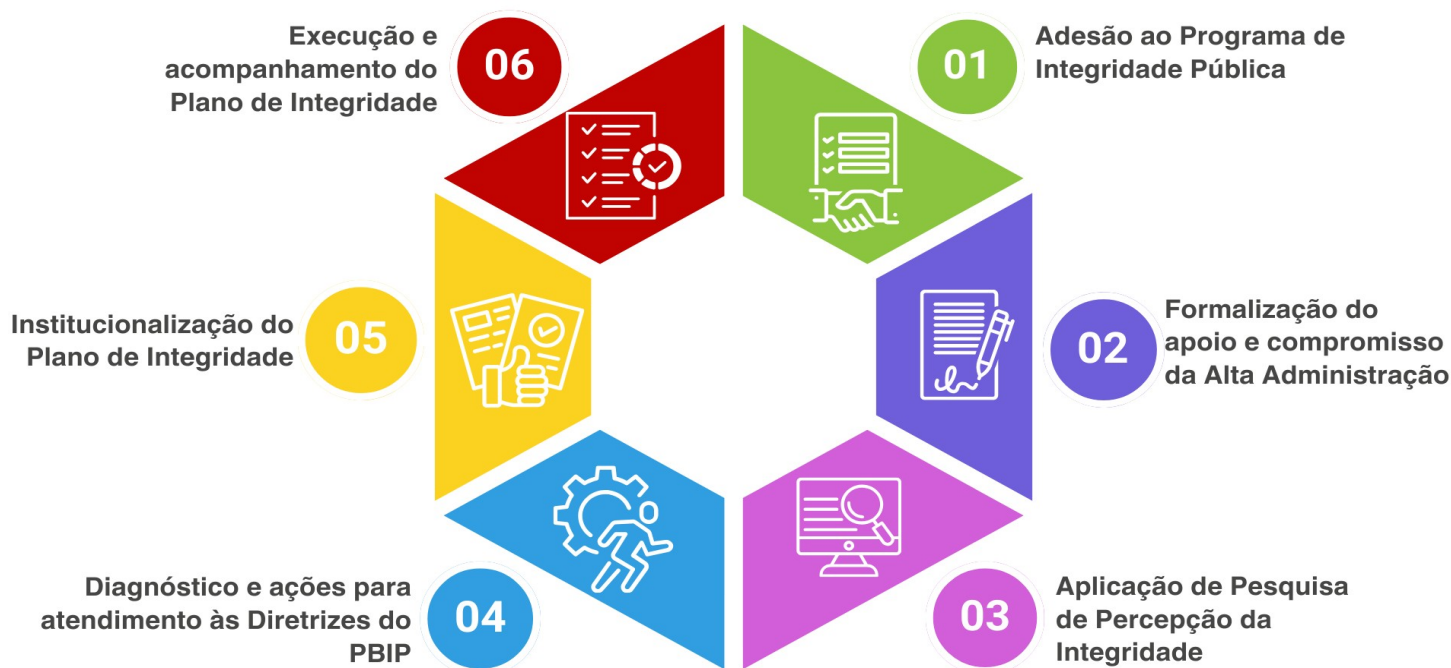 01
Adesão ao Programa de
Integridade Pública
02
Formalização do
apoio e compromisso
da Alta Administração
03
Aplicação de Pesquisa
de Percepção da
Integridade
04
Diagnóstico e ações para
atendimento às Diretrizes do
PBIP
05
Institucionalização do
Plano de Integridade
06
Execução e
acompanhamento do
Plano de Integridade